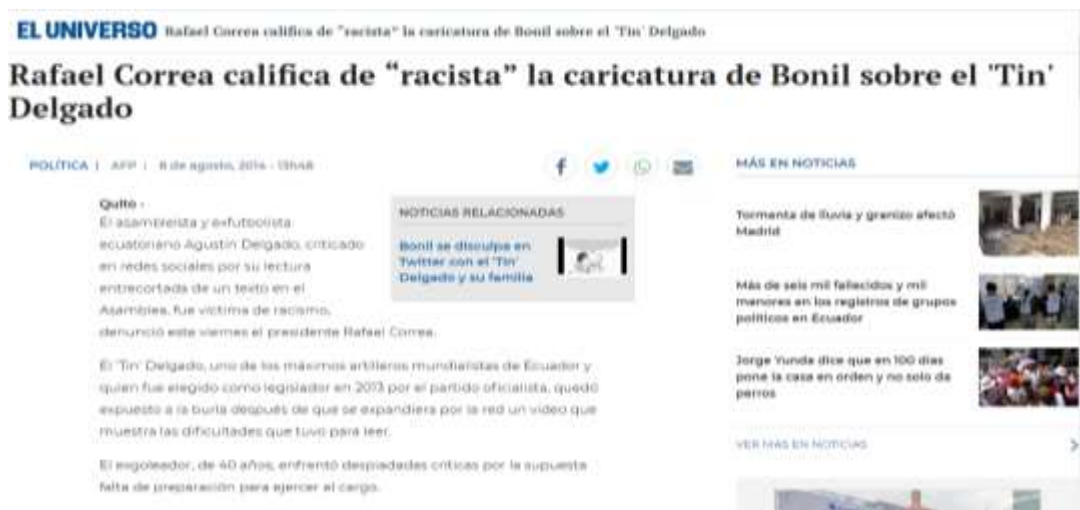 EL UNIVERSO Rafael Correa califica de "racista" la caricatura de Bonil sobre el 'Tin' Delgado
Rafael Correa califica de “racista” la caricatura de Bonil sobre el 'Tin'
Delgado
POLÍTICA | AFP | 8 de agosto, 2014 - 13h48
Quito -
El asambleísta y exfutbolista
ecuatoriano Agustín Delgado, criticado
en redes sociales por su lectura
entrecortada de un texto en el
Asamblea, fue víctima de racismo,
denunció este viernes el presidente Rafael Correa.
El 'Tin' Delgado, uno de los máximos artilleros mundialistas de Ecuador y
quien fue elegido como legislador en 2013 por el partido oficialista, quedó
expuesto a la burla después de que se expandiera por la red un video que
muestra las dificultades que tuvo para leer.
El exgoleador, de 40 años, enfrentó despiadadas críticas por la supuesta
falta de preparación para ejercer el cargo.
NOTICIAS RELACIONADAS
Bonil se disculpa en
Twitter con el 'Tin'
Delgado y su familia
MÁS EN NOTICIAS
Tormenta de lluvia y granizo afectó
Madrid
Más de seis mil fallecidos y mil
menores en los registros de grupos
políticos en Ecuador
Jorge Yunda dice que en 100 días
pone la casa en orden y no solo da
perros
VER MÁS EN NOTICIAS